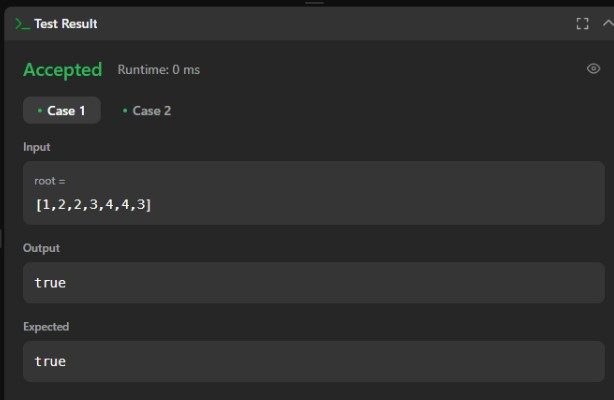 Test Result
Accepted Runtime: 0 ms
Case 1 Case 2
Input
root =
[1,2,2,3,4,4,3]
Output
true
Expected
true